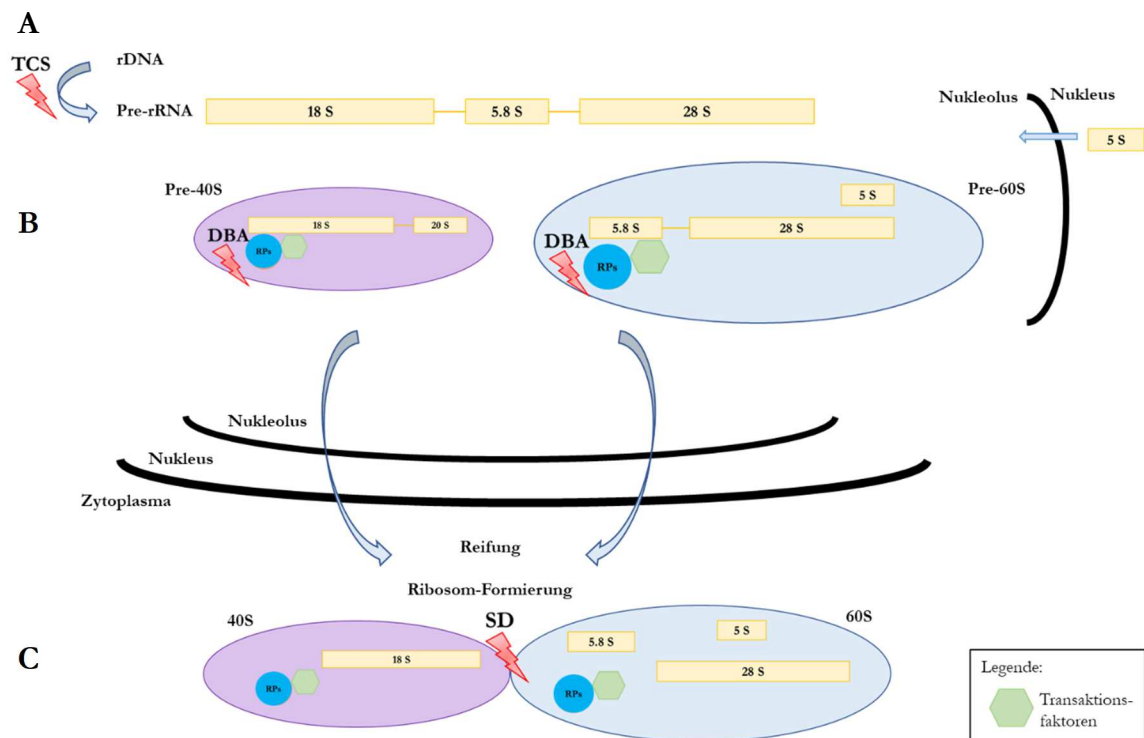 A
TCS
rDNA
Pre-rRNA
18 S
5.8 S
28 S
Nukleolus
Nukleus
5 S
B
Pre-40S
18 S
20 S
DBA
RPs
Pre-60S
5 S
5.8 S
28 S
DBA
RPs
Nukleolus
Nukleus
Zytoplasma
Reifung
Ribosom-Formierung
C
40S
SD
60S
18 S
RPs
5.8 S
5 S
28 S
RPs
Legende:
Transaktions-
faktoren